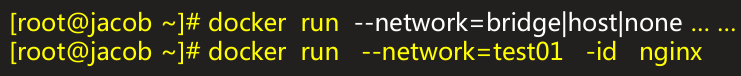 [root@jacob ~]# docker run --network=bridge|host|none ... ...
[root@jacob ~]# docker run --network=test01 -id nginx